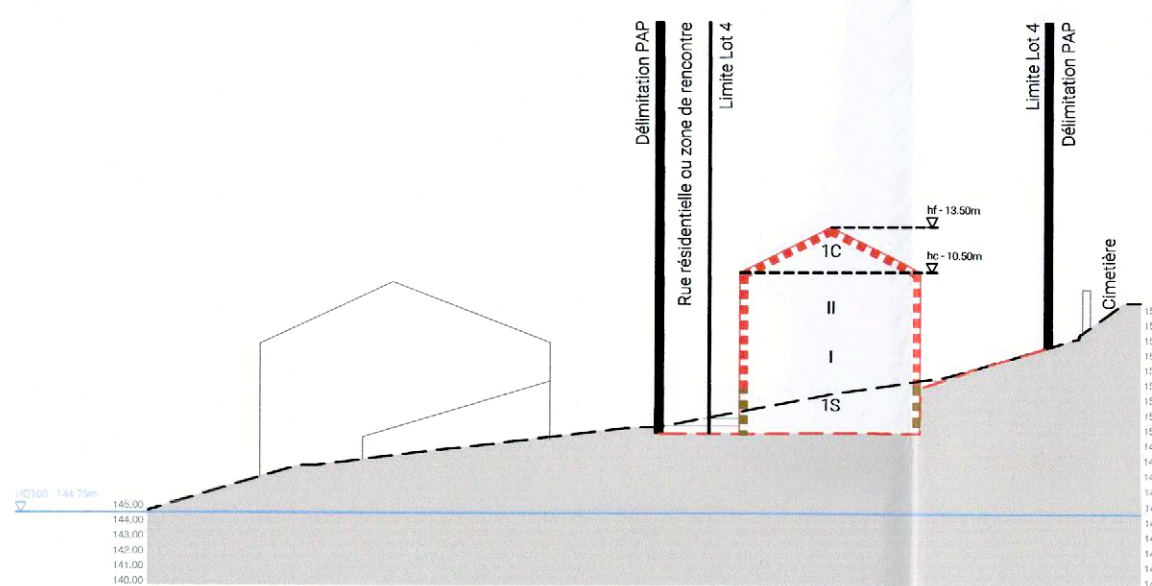 Délimitation PAP
Rue résidentielle ou zone de rencontre
Limite Lot 4
Limite Lot 4
Délimitation PAP
hf - 13.50m
1C
hc - 10.50m
Cimetière
II
I
1S
HQ100 - 144.75m
145.00
144.00
143.00
142.00
141.00
140.00